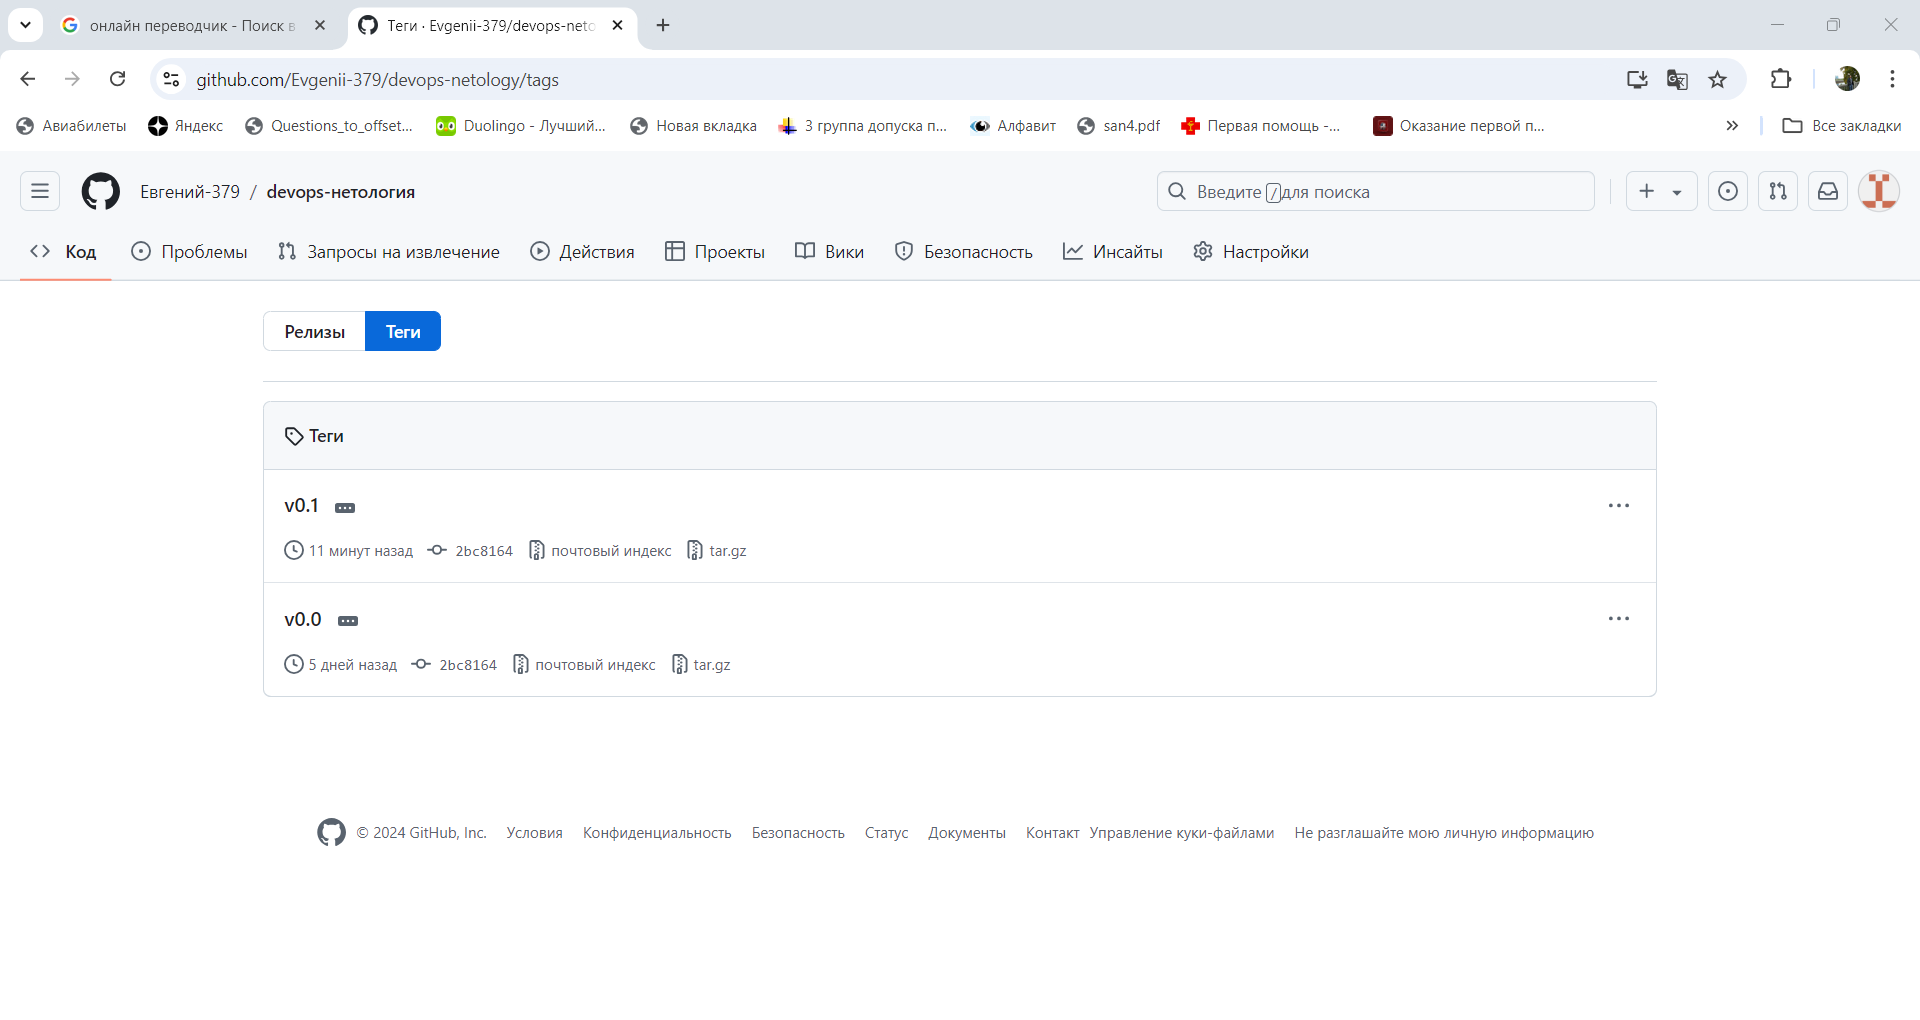 онлайн переводчик - Поиск в
Теги · Evgenii-379/devops-neto
github.com/Evgenii-379/devops-netology/tags
Авиабилеты Яндекс Questions_to_offset... Duolingo - Лучший... Новая вкладка 3 группа допуска п... Алфавит san4.pdf Первая помощь -... Оказание первой п... » Все закладки
Евгений-379 / devops-нетология
Введите / для поиска
Код Проблемы Запросы на извлечение Действия Проекты Вики Безопасность Инсайты Настройки
Релизы Теги
Теги
v0.1
11 минут назад 2bc8164 почтовый индекс tar.gz
v0.0
5 дней назад 2bc8164 почтовый индекс tar.gz
© 2024 GitHub, Inc. Условия Конфиденциальность Безопасность Статус Документы Контакт Управление куки-файлами Не разглашайте мою личную информацию